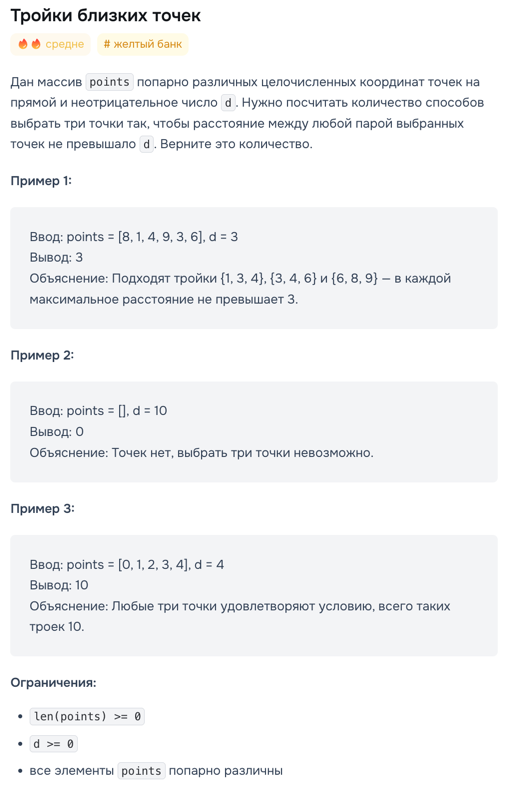 Тройки близких точек
🔥🔥 средне # желтый банк
Дан массив points попарно различных целочисленных координат точек на
прямой и неотрицательное число d. Нужно посчитать количество способов
выбрать три точки так, чтобы расстояние между любой парой выбранных
точек не превышало d. Верните это количество.
Пример 1:
Ввод: points = [8, 1, 4, 9, 3, 6], d = 3
Вывод: 3
Объяснение: Подходят тройки {1, 3, 4}, {3, 4, 6} и {6, 8, 9} — в каждой
максимальное расстояние не превышает 3.
Пример 2:
Ввод: points = [], d = 10
Вывод: 0
Объяснение: Точек нет, выбрать три точки невозможно.
Пример 3:
Ввод: points = [0, 1, 2, 3, 4], d = 4
Вывод: 10
Объяснение: Любые три точки удовлетворяют условию, всего таких
троек 10.
Ограничения:
• len(points) >= 0
• d >= 0
• все элементы points попарно различны